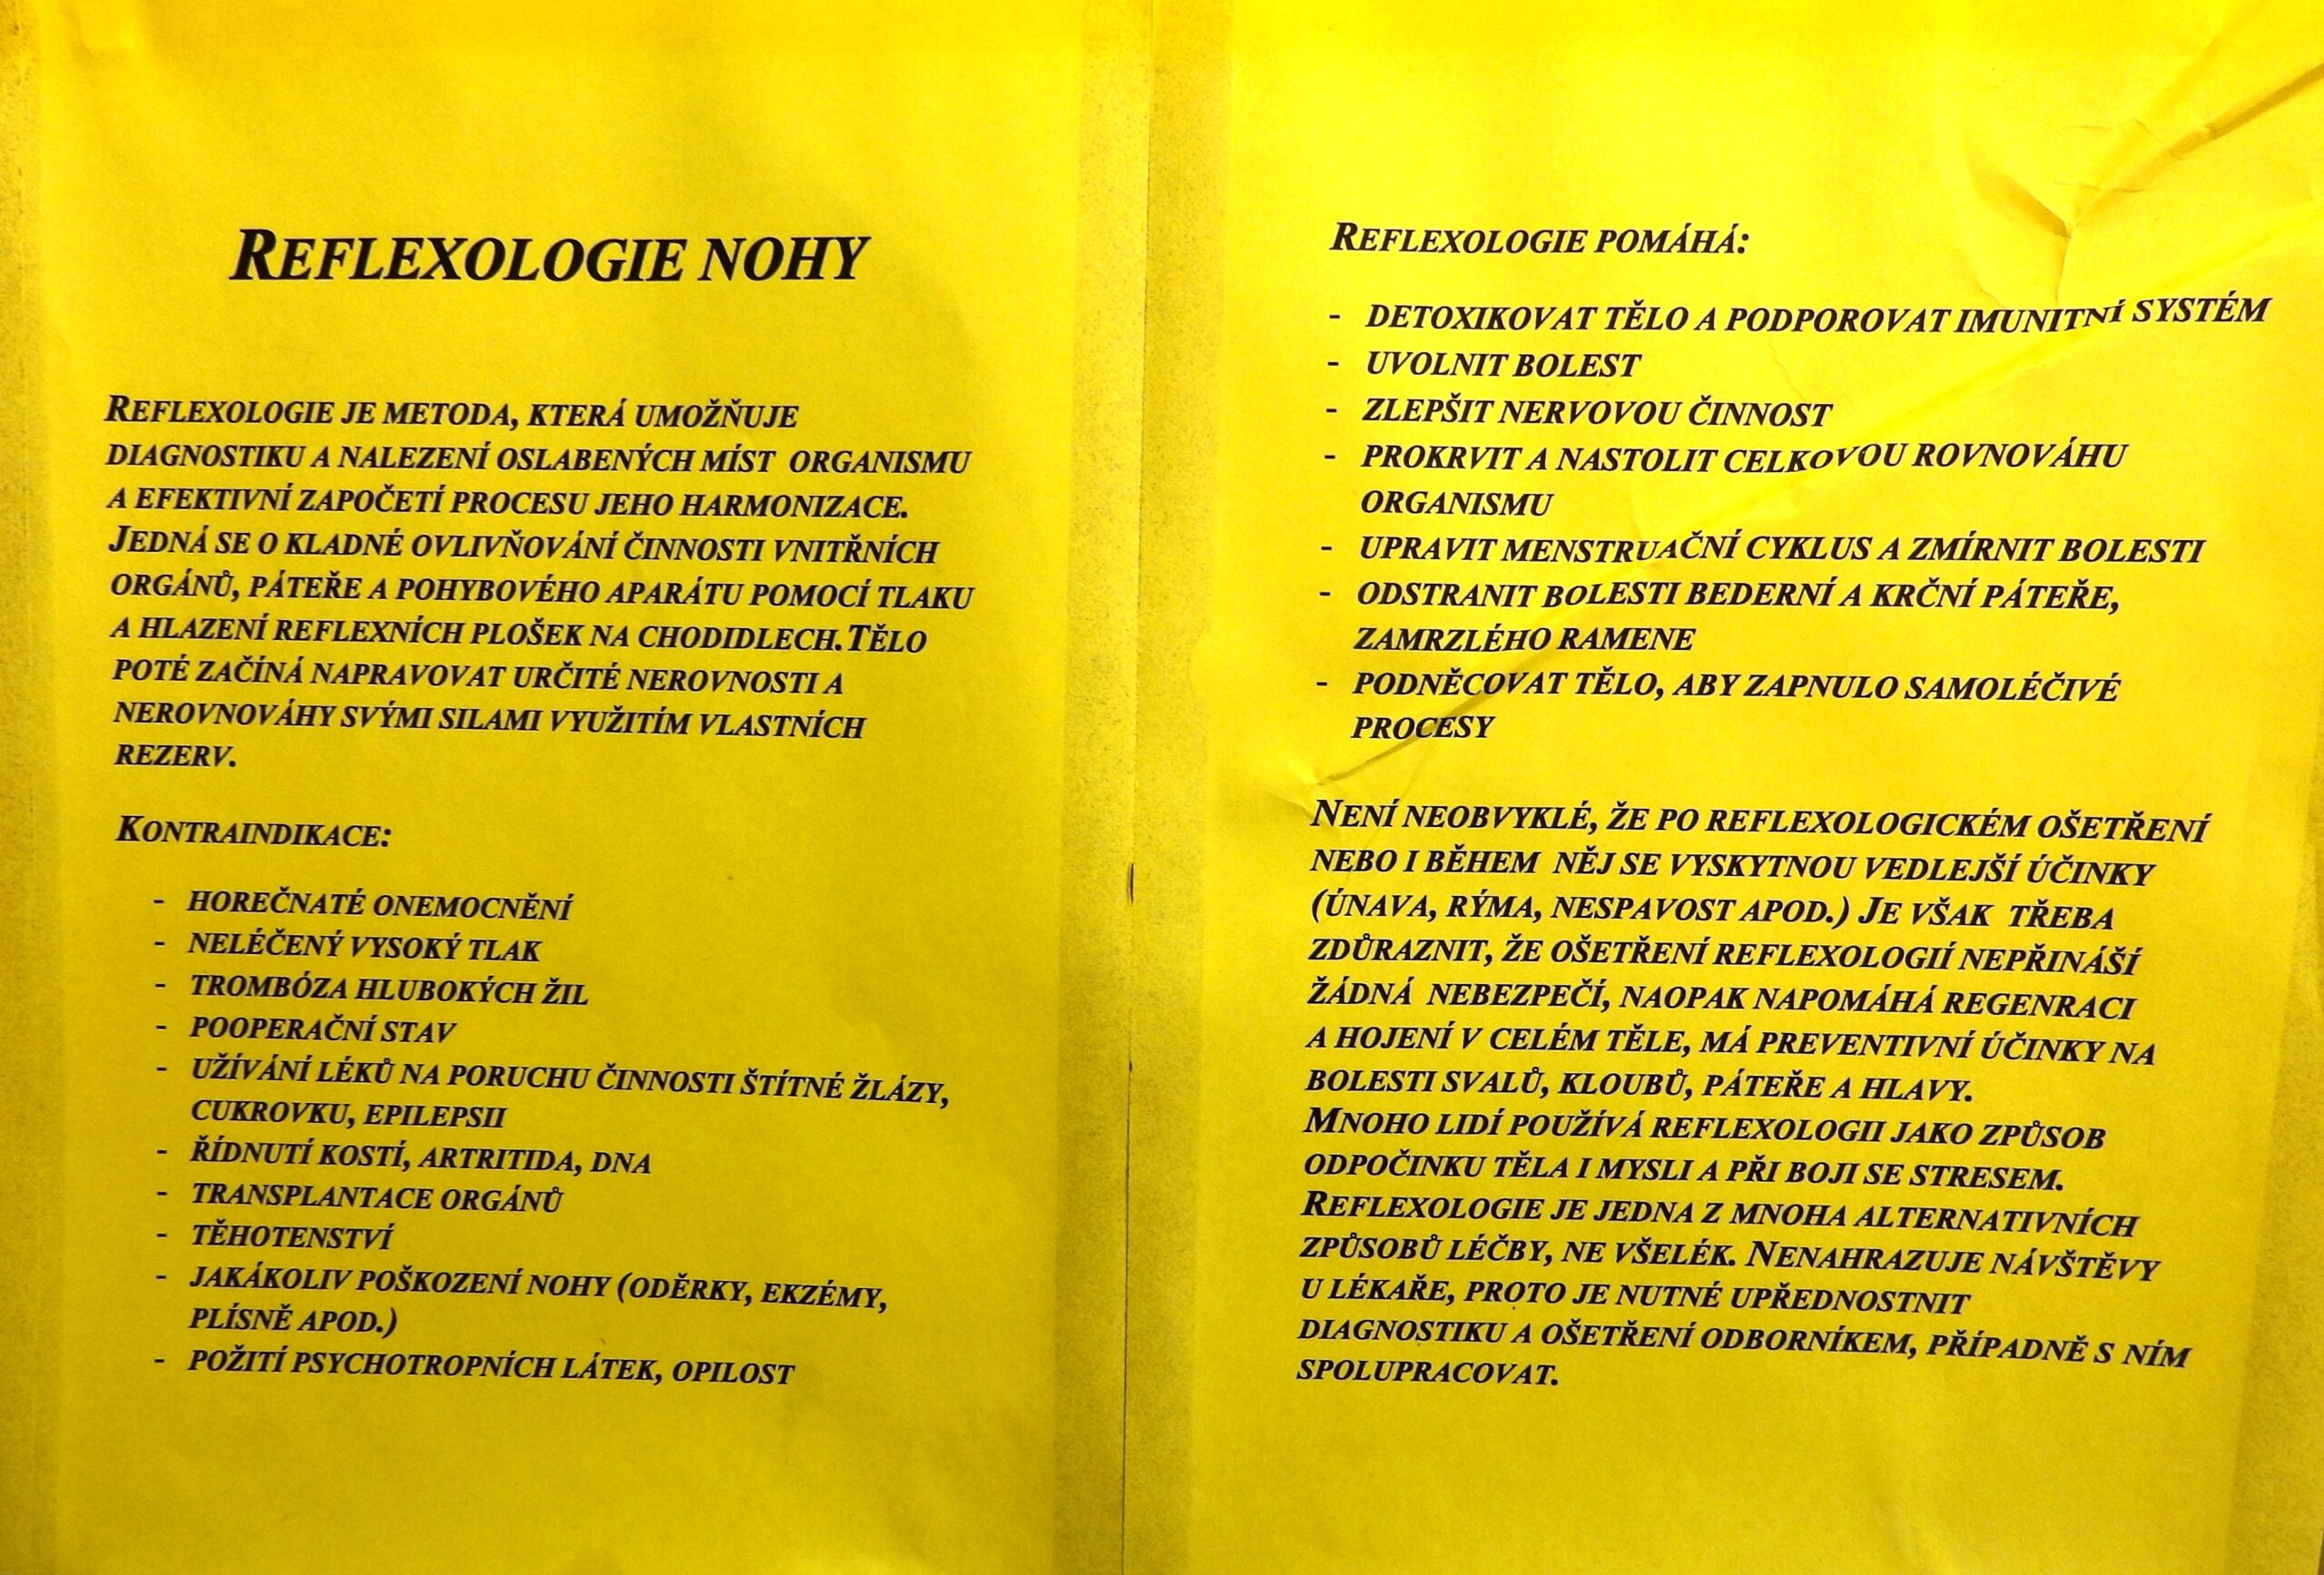 REFLEXOLOGIE NOHY
REFLEXOLOGIE JE METODA, KTERÁ UMOŽŇUJE
DIAGNOSTIKU A NALEZENÍ OSLABENÝCH MÍST ORGANISMU
A EFEKTIVNÍ ZAPOČETÍ PROCESU JEHO HARMONIZACE.
JEDNÁ SE O KLADNÉ OVLIVŇOVÁNÍ ČINNOSTI VNITŘNÍCH
ORGÁNŮ, PÁTEŘE A POHYBOVÉHO APARÁTU POMOCÍ TLAKU
A HLAZENÍ REFLEXNÍCH PLOŠEK NA CHODIDLECH. TĚLO
POTÉ ZAČÍNÁ NAPRAVOVAT URČITÉ NEROVNOSTI A
NEROVNOVÁHY SVÝMI SILAMI VYUŽITÍM VLASTNÍCH
REZERV.
KONTRAINDIKACE:
- HOREČNATÉ ONEMOCNĚNÍ
- NELÉČENÝ VYSOKÝ TLAK
- TROMBÓZA HLUBOKÝCH ŽIL
- POOPERAČNÍ STAV
- UŽÍVÁNÍ LÉKŮ NA PORUCHU ČINNOSTI ŠTÍTNÉ ŽLÁZY,
CUKROVKU, EPILEPSII
- ŘÍDNUTÍ KOSTÍ, ARTRITIDA, DNA
- TRANSPLANTACE ORGÁNŮ
- TĚHOTENSTVÍ
- JAKÁKOLIV POŠKOZENÍ NOHY (ODĚRKY, EKZÉMY,
PLÍSNĚ APOD.)
- POŽITÍ PSYCHOTROPNÍCH LÁTEK, OPILOST
REFLEXOLOGIE POMÁHÁ:
- DETOXIKOVAT TĚLO A PODPOROVAT IMUNITNÍ SYSTÉM
- UVOLNIT BOLEST
- ZLEPŠIT NERVOVOU ČINNOST
- PROKRVIT A NASTOLIT CELKOVOU ROVNOVÁHU
ORGANISMU
- UPRAVIT MENSTRUAČNÍ CYKLUS A ZMÍRNIT BOLESTI
- ODSTRANIT BOLESTI BEDERNÍ A KRČNÍ PÁTEŘE,
ZAMRZLÉHO RAMENE
- PODNĚCOVAT TĚLO, ABY ZAPNULO SAMOLÉČIVÉ
PROCESY
NENÍ NEOBVYKLÉ, ŽE PO REFLEXOLOGICKÉM OŠETŘENÍ
NEBO I BĚHEM NĚJ SE VYSKYTNOU VEDLEJŠÍ ÚČINKY
(ÚNAVA, RÝMA, NESPAVOST APOD.) JE VŠAK TŘEBA
ZDŮRAZNIT, ŽE OŠETŘENÍ REFLEXOLOGIÍ NEPŘINÁŠÍ
ŽÁDNÁ NEBEZPEČÍ, NAOPAK NAPOMÁHÁ REGENRACI
A HOJENÍ V CELÉM TĚLE, MÁ PREVENTIVNÍ ÚČINKY NA
BOLESTI SVALŮ, KLOUBŮ, PÁTEŘE A HLAVY.
MNOHO LIDÍ POUŽÍVÁ REFLEXOLOGII JAKO ZPŮSOB
ODPOČINKU TĚLA I MYSLI A PŘI BOJI SE STRESEM.
REFLEXOLOGIE JE JEDNA Z MNOHA ALTERNATIVNÍCH
ZPŮSOBŮ LÉČBY, NE VŠELÉK. NENAHRAZUJE NÁVŠTĚVY
U LÉKAŘE, PROTO JE NUTNÉ UPŘEDNOSTNIT
DIAGNOSTIKU A OŠETŘENÍ ODBORNÍKEM, PŘÍPADNĚ S NÍM
SPOLUPRACOVAT.